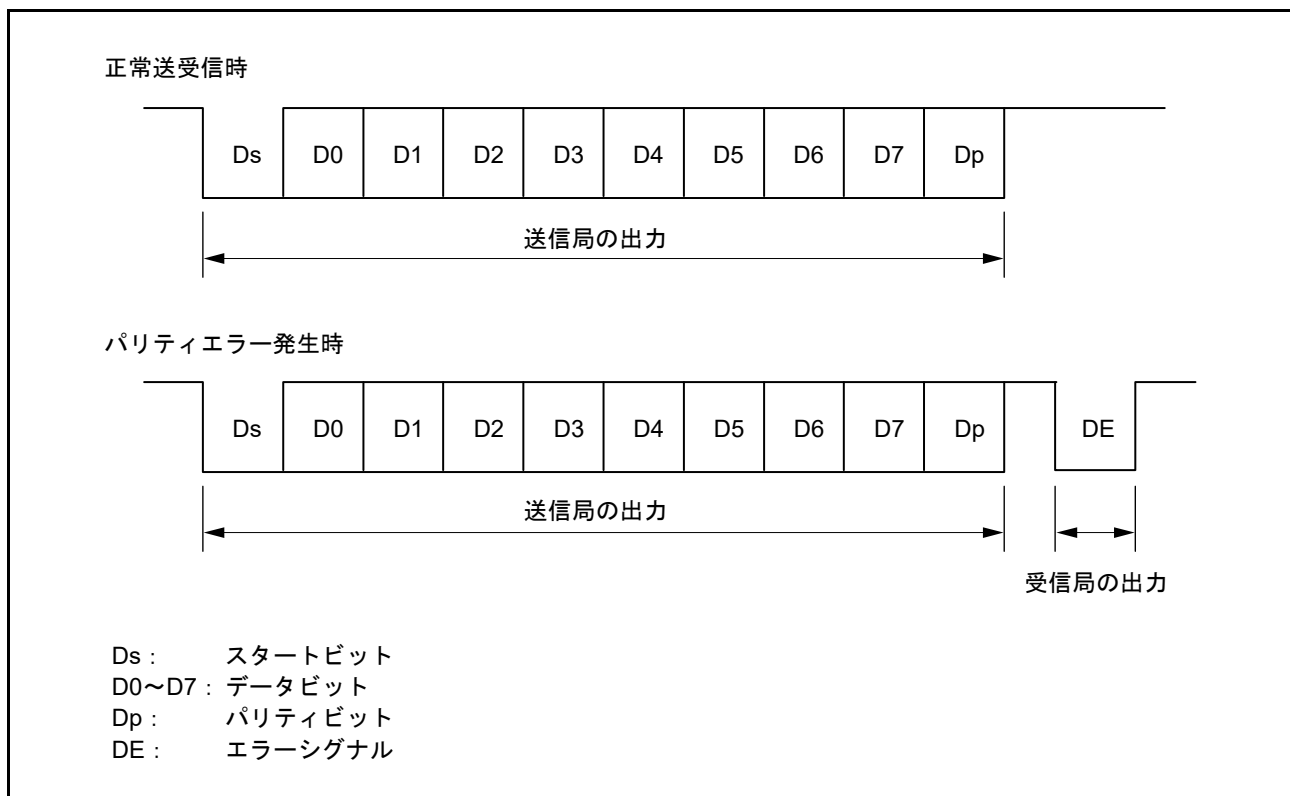 正常送受信時
Ds D0 D1 D2 D3 D4 D5 D6 D7 Dp
送信局の出力
パリティエラー発生時
Ds D0 D1 D2 D3 D4 D5 D6 D7 Dp DE
送信局の出力
受信局の出力
Ds： スタートビット
D0～D7： データビット
Dp： パリティビット
DE： エラーシグナル